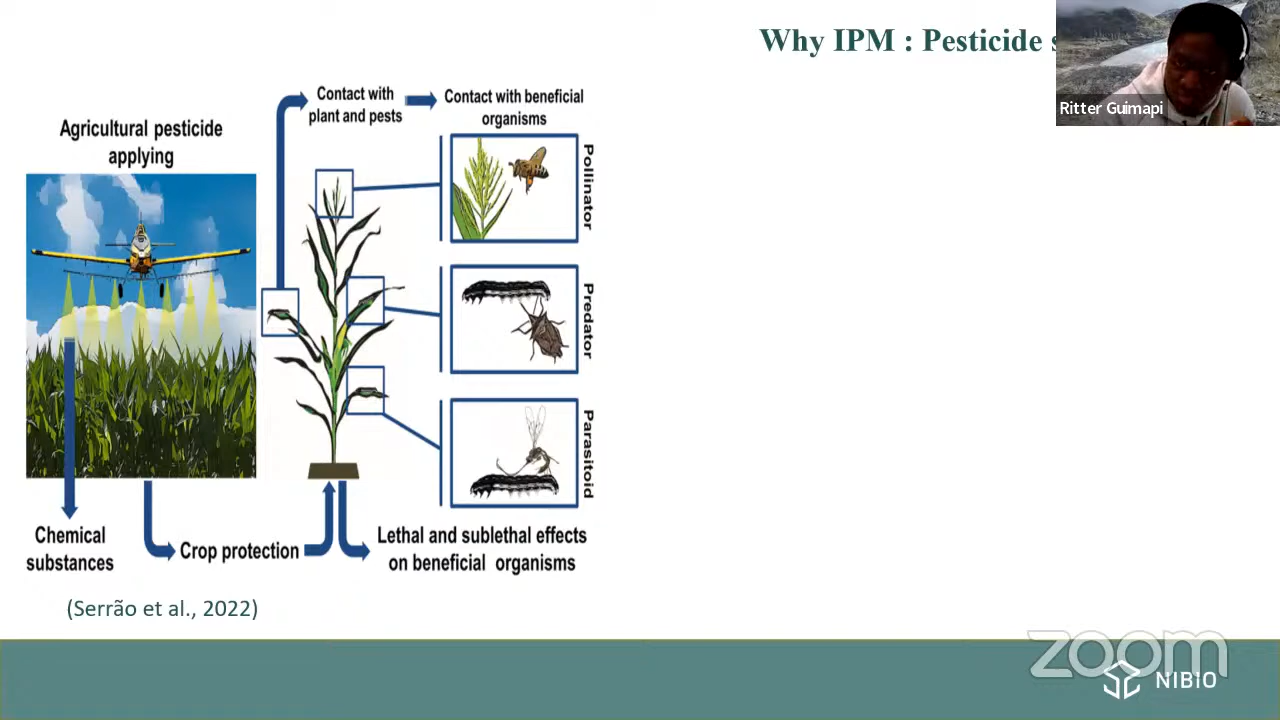 Why IPM : Pesticide
Ritter Guimapi
Agricultural pesticide
applying
Contact with
plant and pests
Contact with beneficial
organisms
Pollinator
Predator
Parasitoid
Chemical
substances
Crop protection
Lethal and sublethal effects
on beneficial organisms
(Serrão et al., 2022)
zoom
NIBIO